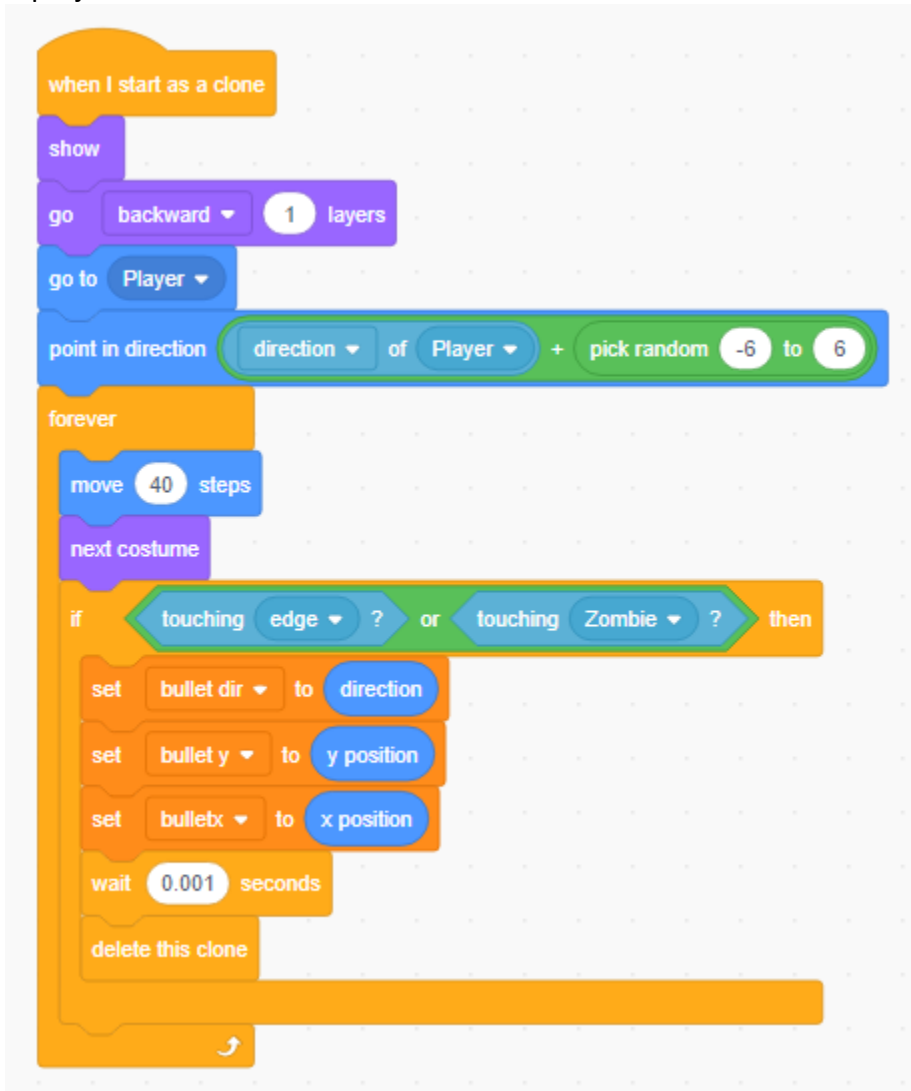 when I start as a clone
show
go backward 1 layers
go to Player
point in direction direction of Player + pick random -6 to 6
forever
move 40 steps
next costume
if touching edge ? or touching Zombie ? then
set bullet dir to direction
set bullet y to y position
set bulletx to x position
wait 0.001 seconds
delete this clone